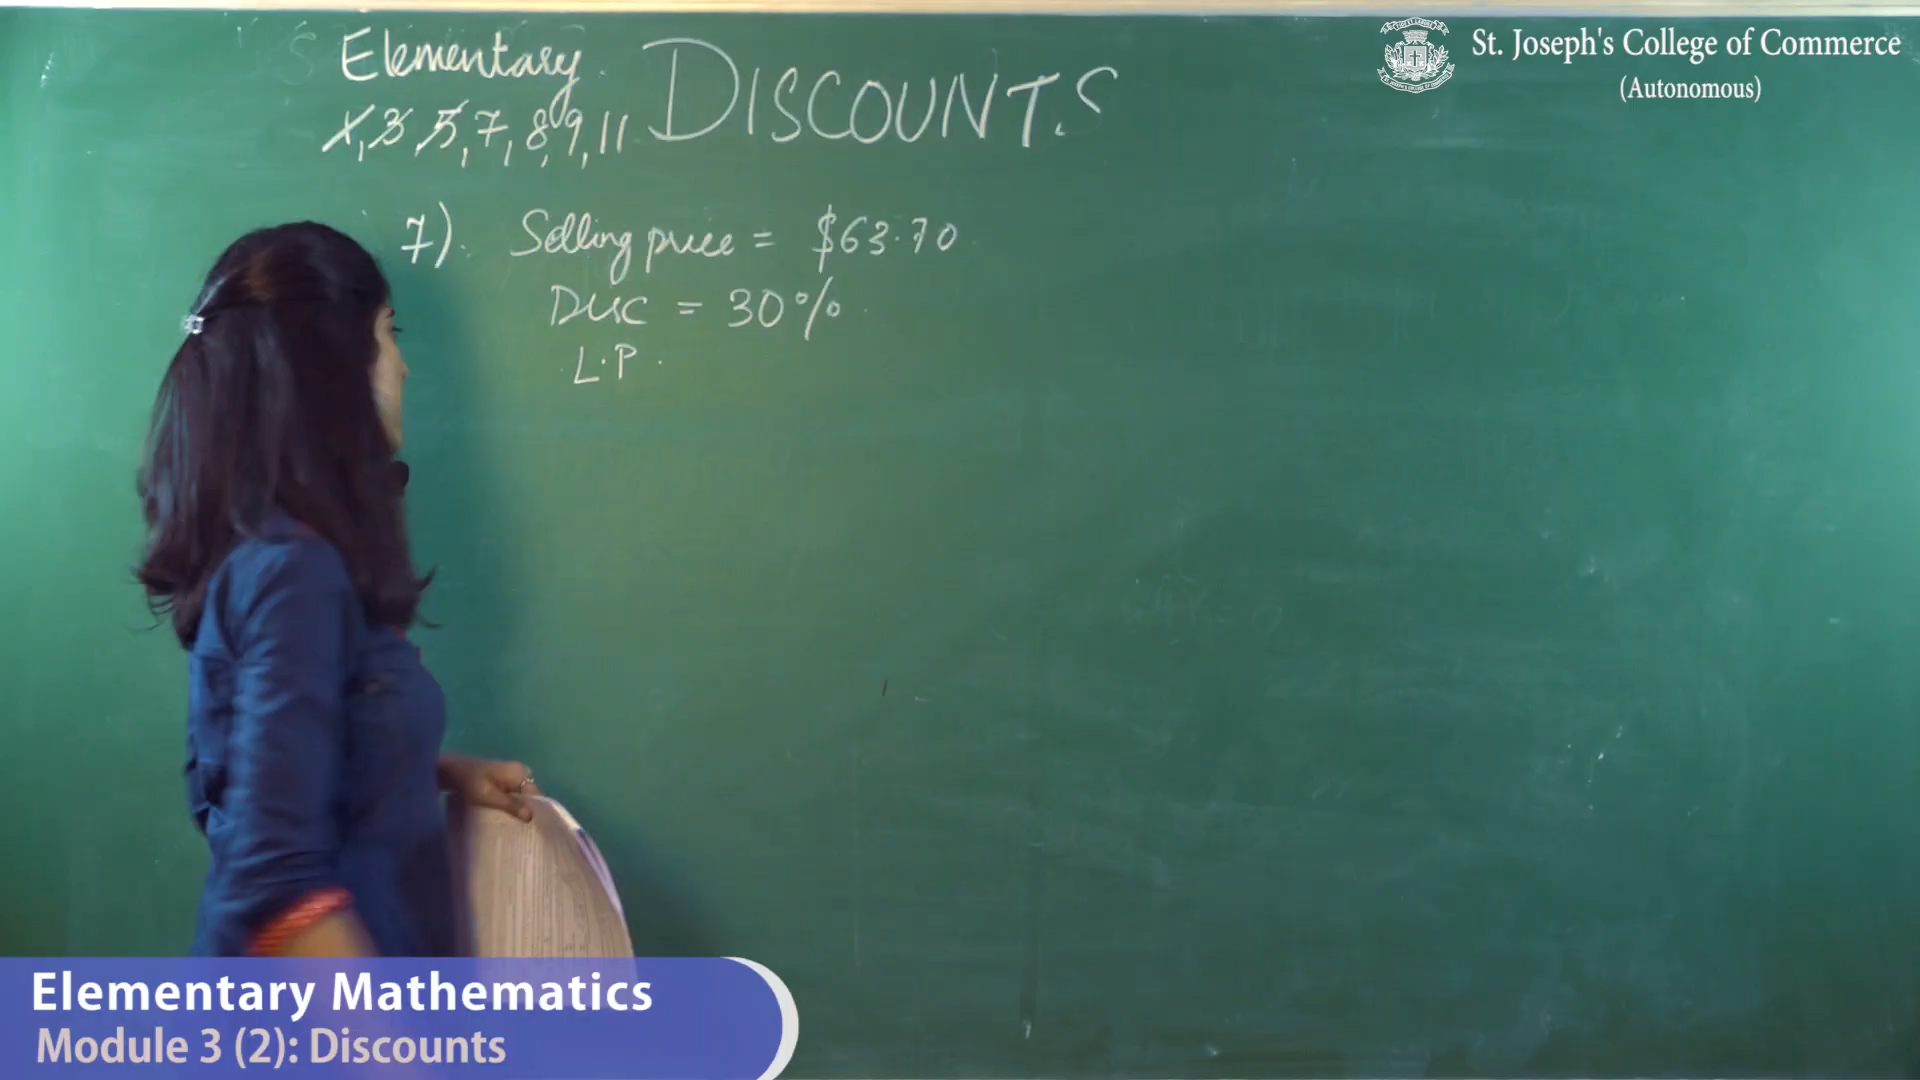 St. Joseph's College of Commerce
(Autonomous)
Elementary
DISCOUNTS
1, 3, 5, 7, 8, 9, 11
7). Selling price = $63.70
Disc = 30%
L.P.
Elementary Mathematics
Module 3 (2): Discounts